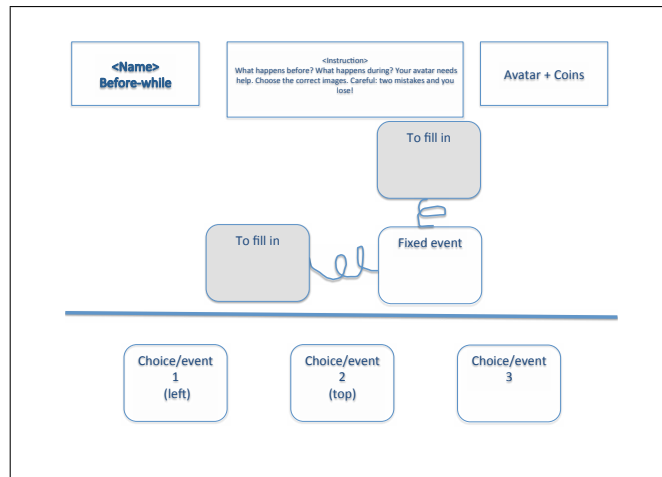 <Name>
Before-while
<Instruction>
What happens before? What happens during? Your avatar needs
help. Choose the correct images. Careful: two mistakes and you
lose!
Avatar + Coins
To fill in
To fill in
Fixed event
Choice/event
1
(left)
Choice/event
2
(top)
Choice/event
3